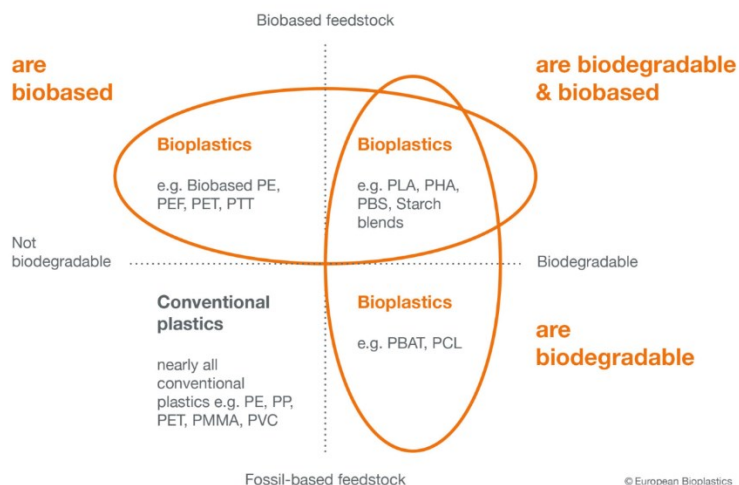 Biobased feedstock
are
biobased
are biodegradable
& biobased
Bioplastics
e.g. Biobased PE,
PEF, PET, PTT
Bioplastics
e.g. PLA, PHA,
PBS, Starch
blends
Not
biodegradable
Biodegradable
Conventional
plastics
nearly all
conventional
plastics e.g. PE, PP,
PET, PMMA, PVC
Bioplastics
e.g. PBAT, PCL
are
biodegradable
Fossil-based feedstock
© European Bioplastics